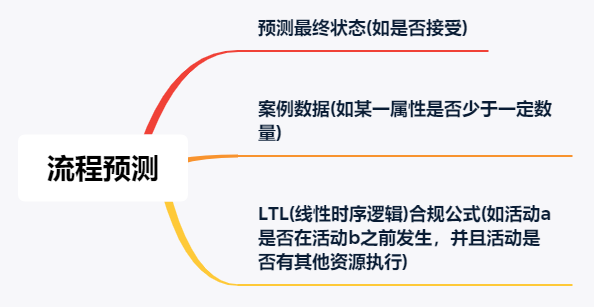 预测最终状态(如是否接受)
案例数据(如某一属性是否少于一定数
量)
流程预测
LTL(线性时序逻辑)合规公式(如活动a
是否在活动b之前发生，并且活动是
否有其他资源执行)